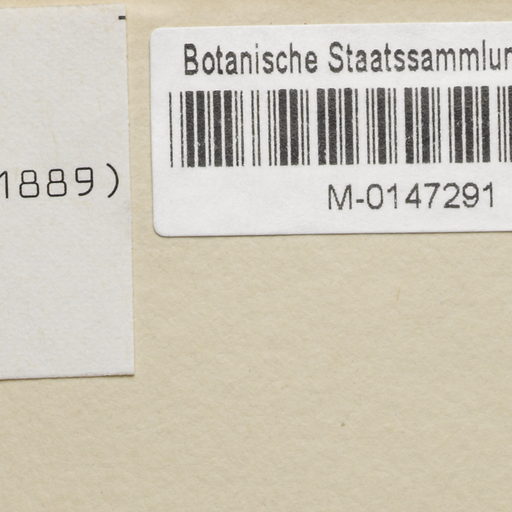 1889)
Botanische Staatssammlun
M-0147291